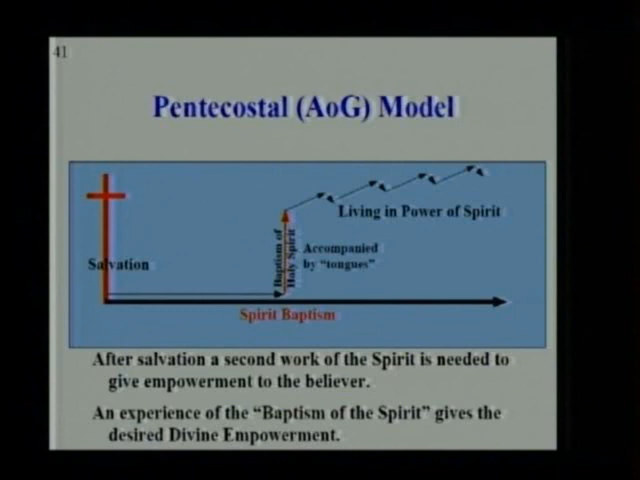 41
Pentecostal (AoG) Model
Living in Power of Spirit
Baptism of
Holy Spirit
Accompanied
by “tongues”
Salvation
Spirit Baptism
After salvation a second work of the Spirit is needed to
give empowerment to the believer.
An experience of the “Baptism of the Spirit” gives the
desired Divine Empowerment.